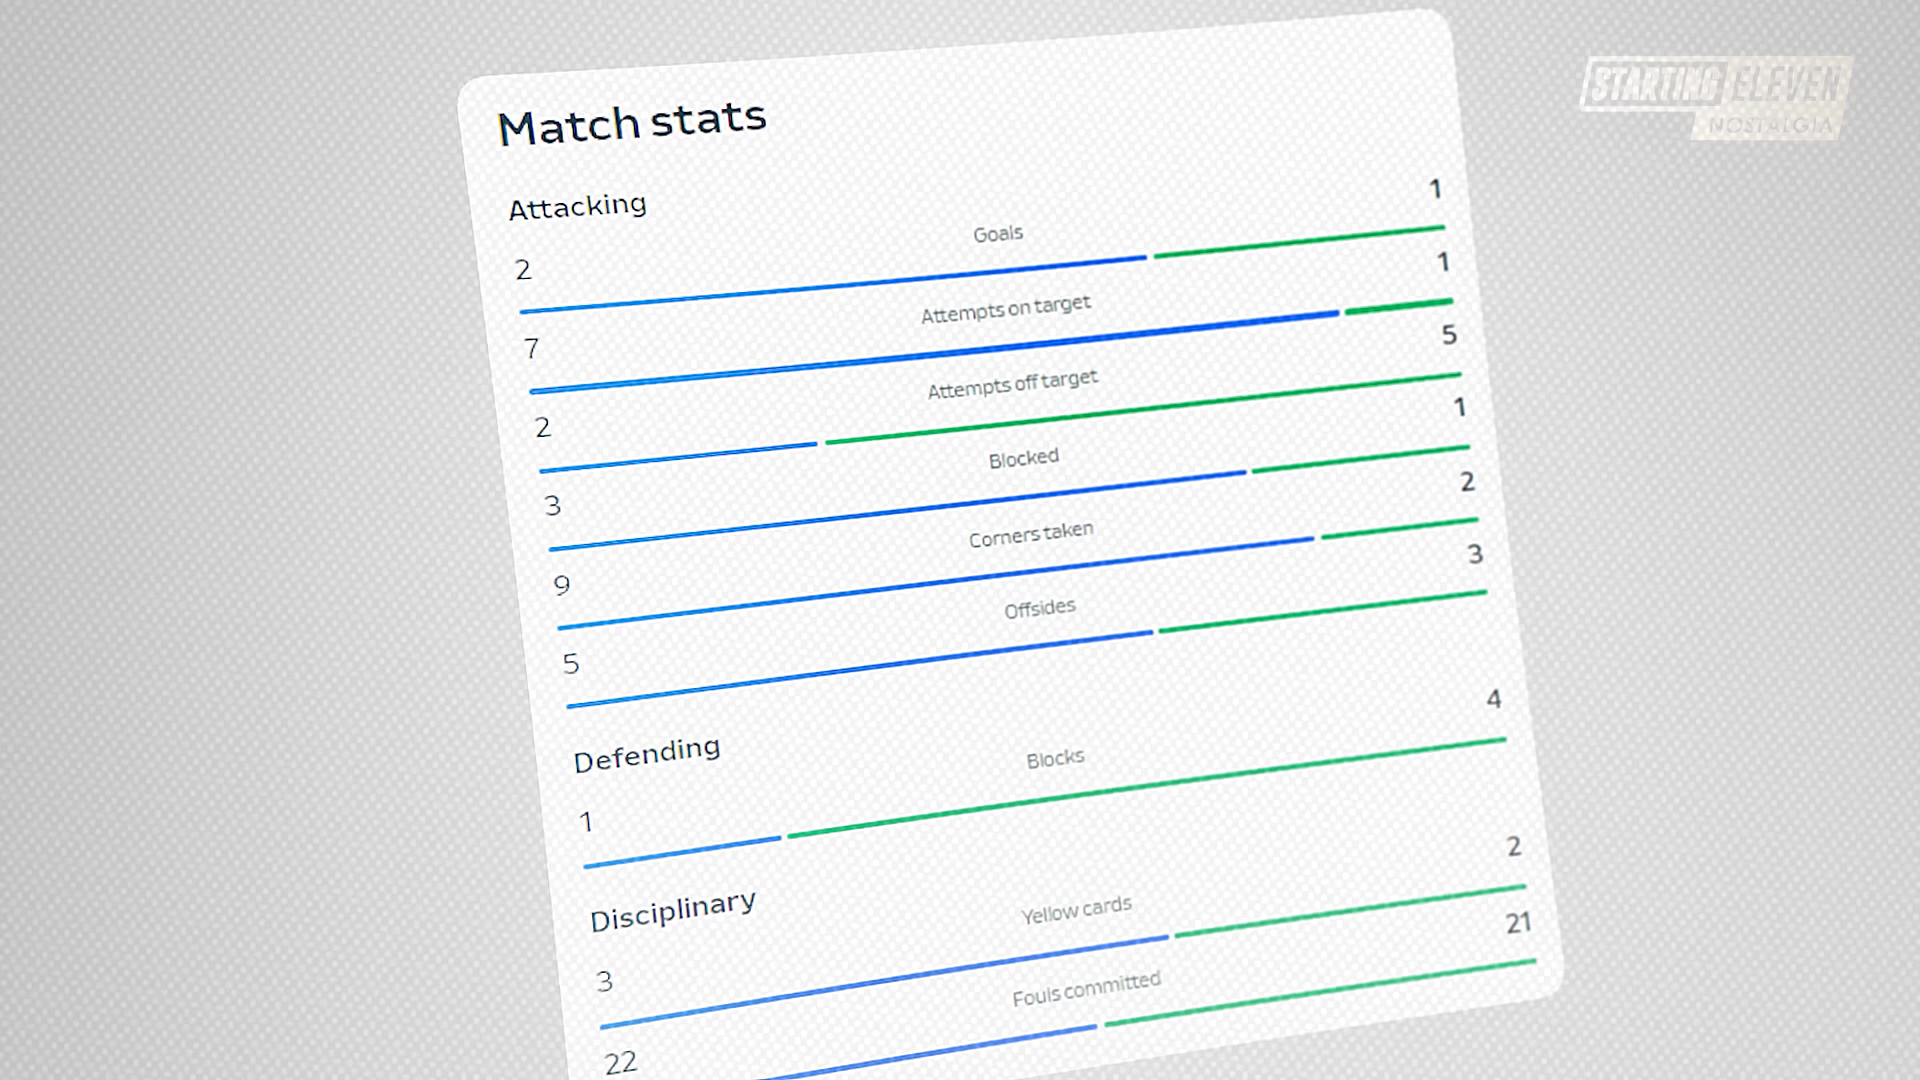 STARTING ELEVEN
NOSTALGIA
Match stats
Attacking
2 Goals 1
7 Attempts on target 1
2 Attempts off target 5
3 Blocked 1
9 Corners taken 2
5 Offsides 3
Defending
1 Blocks 4
Disciplinary
3 Yellow cards 2
22 Fouls committed 21